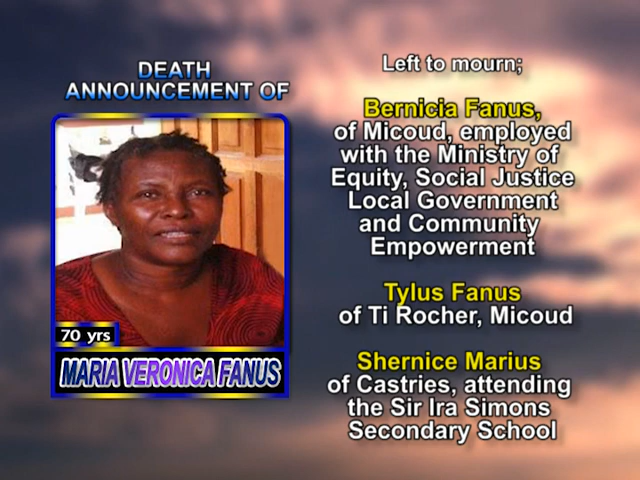 DEATH
ANNOUNCEMENT OF
70 yrs
MARIA VERONICA FANUS
Left to mourn;
Bernicia Fanus,
of Micoud, employed
with the Ministry of
Equity, Social Justice
Local Government
and Community
Empowerment
Tylus Fanus
of Ti Rocher, Micoud
Shernice Marius
of Castries, attending
the Sir Ira Simons
Secondary School